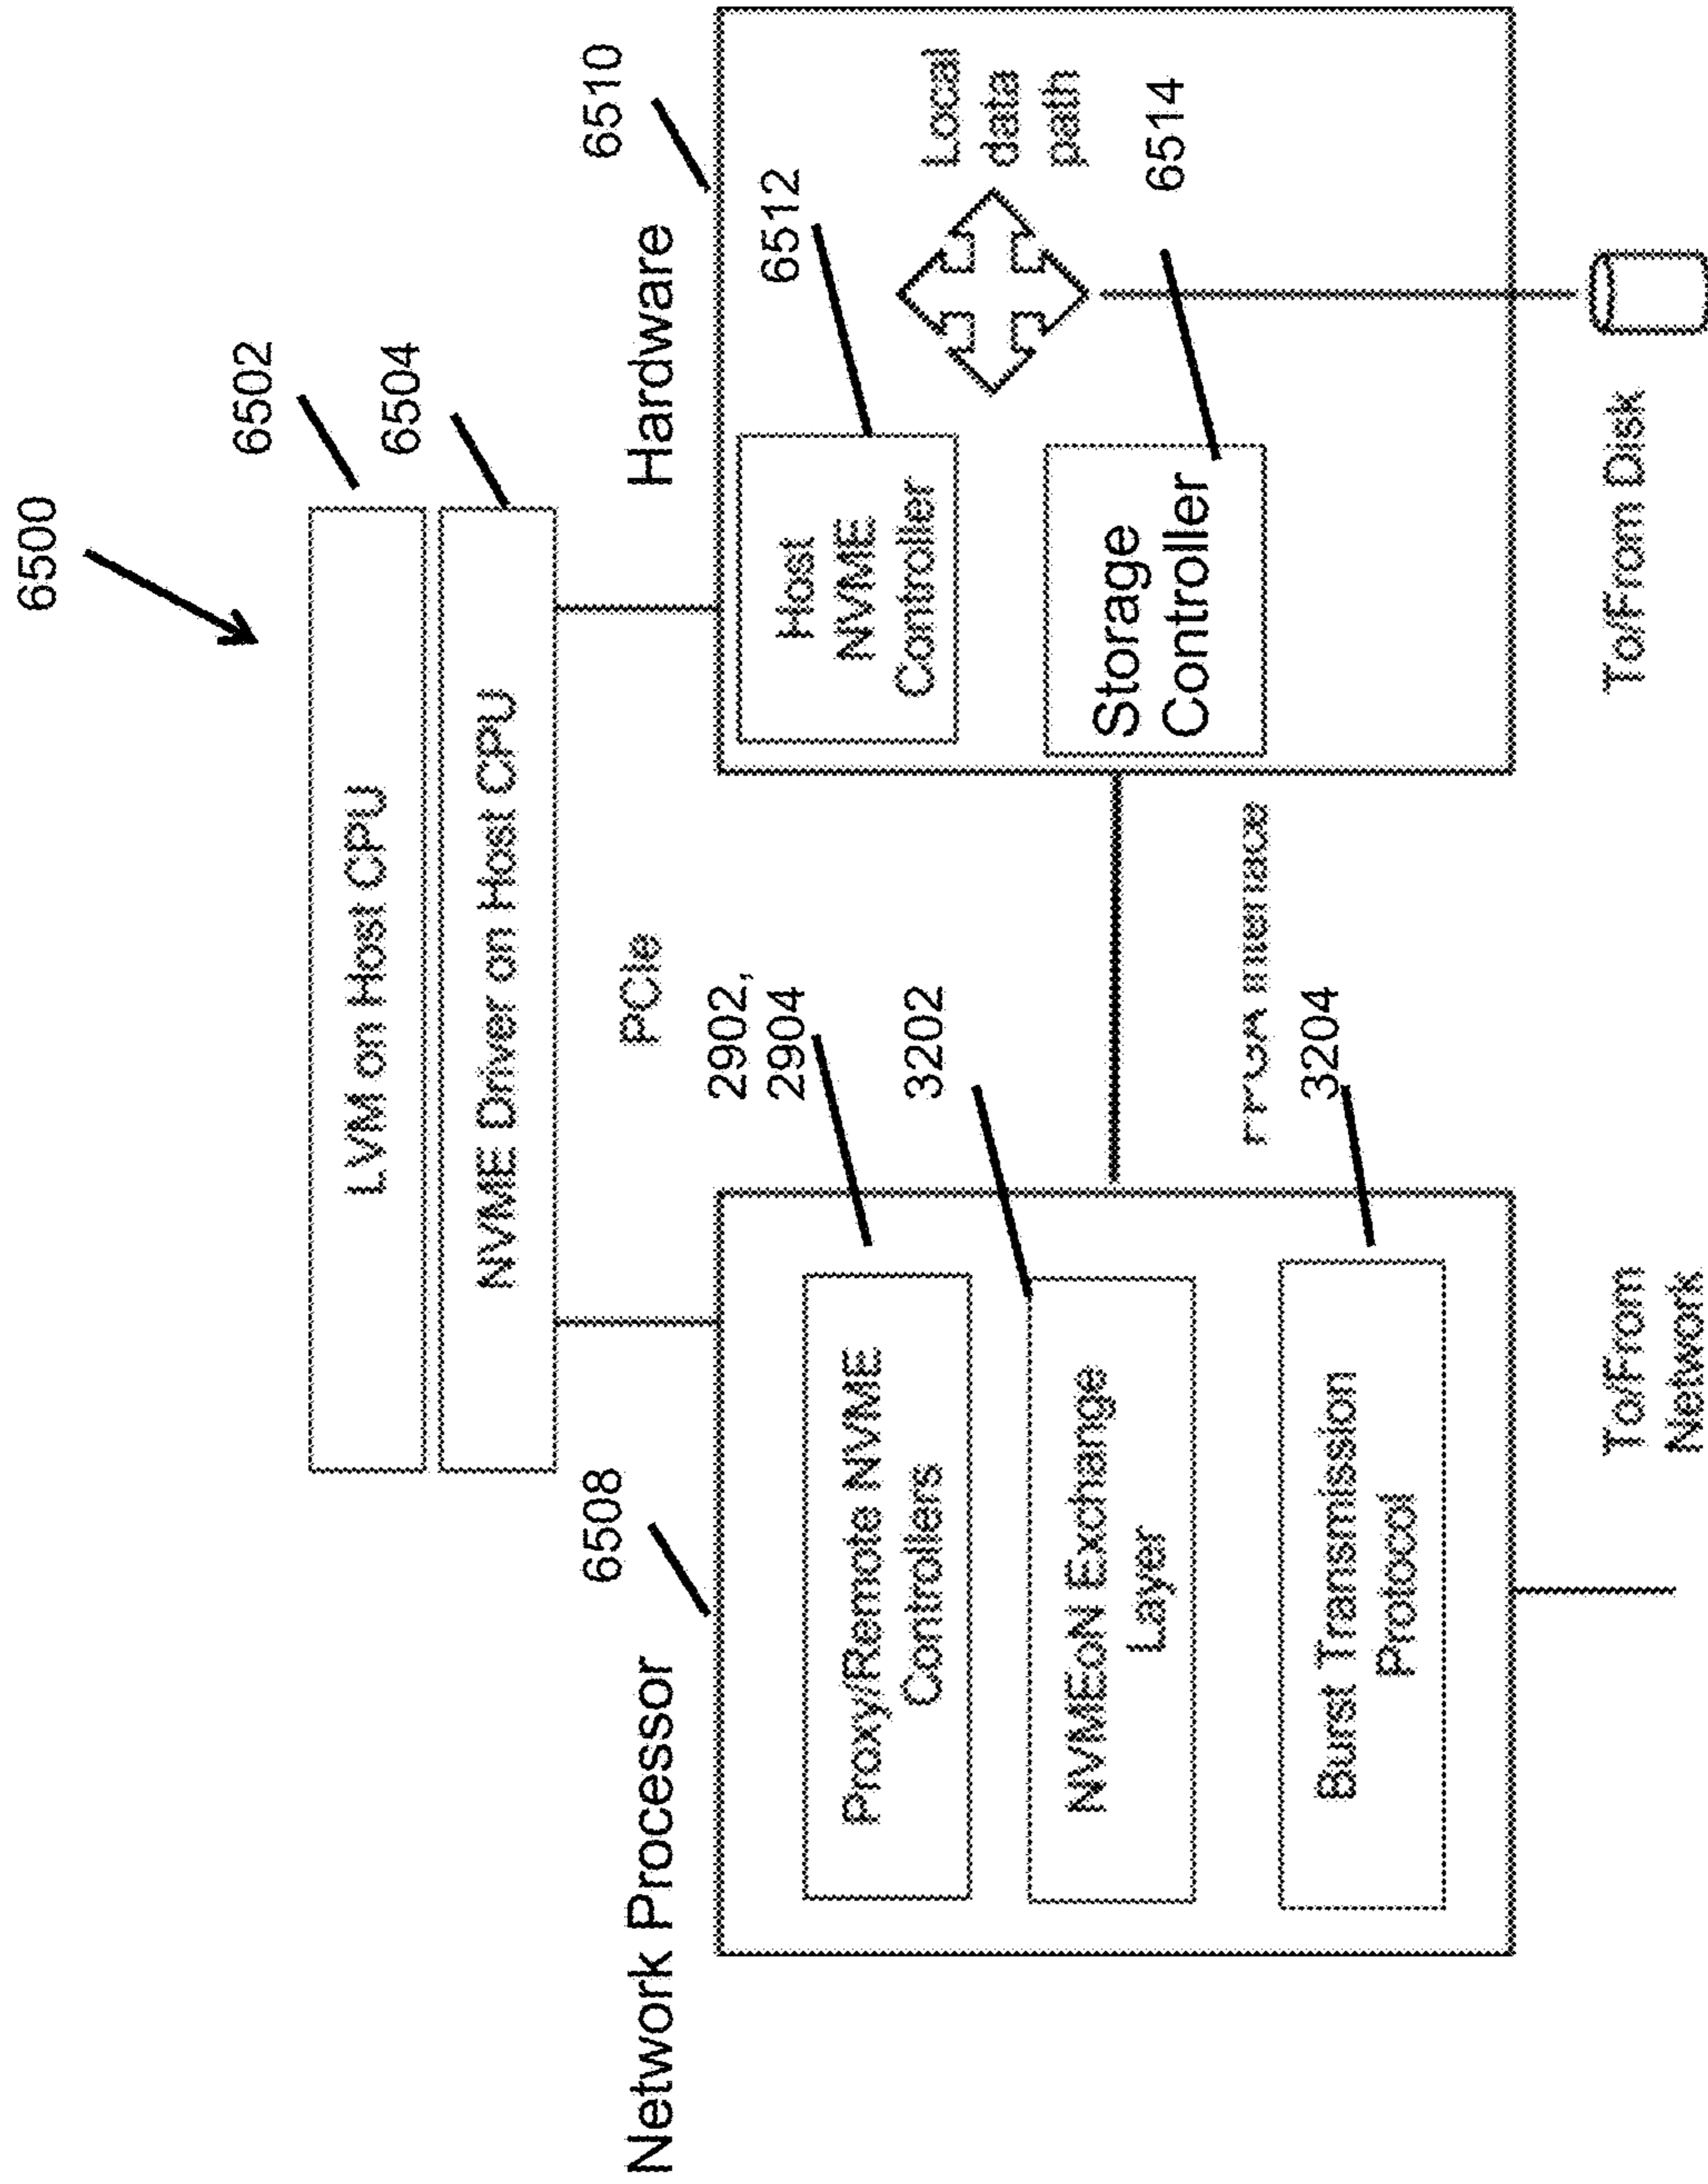 6500
6502
LVM on Host CPU
6504
NVME Driver on Host CPU
PCIe
Network Processor
6508
Hardware
6510
2902,
2904
Proxy/Remote NVME
Controllers
3202
NVMEoN Exchange
Layer
3204
Burst Transmission
Protocol
interface
6512
Host
NVME
Controller
Local
data
path
6514
Storage
Controller
To/From
Network
To/From Disk